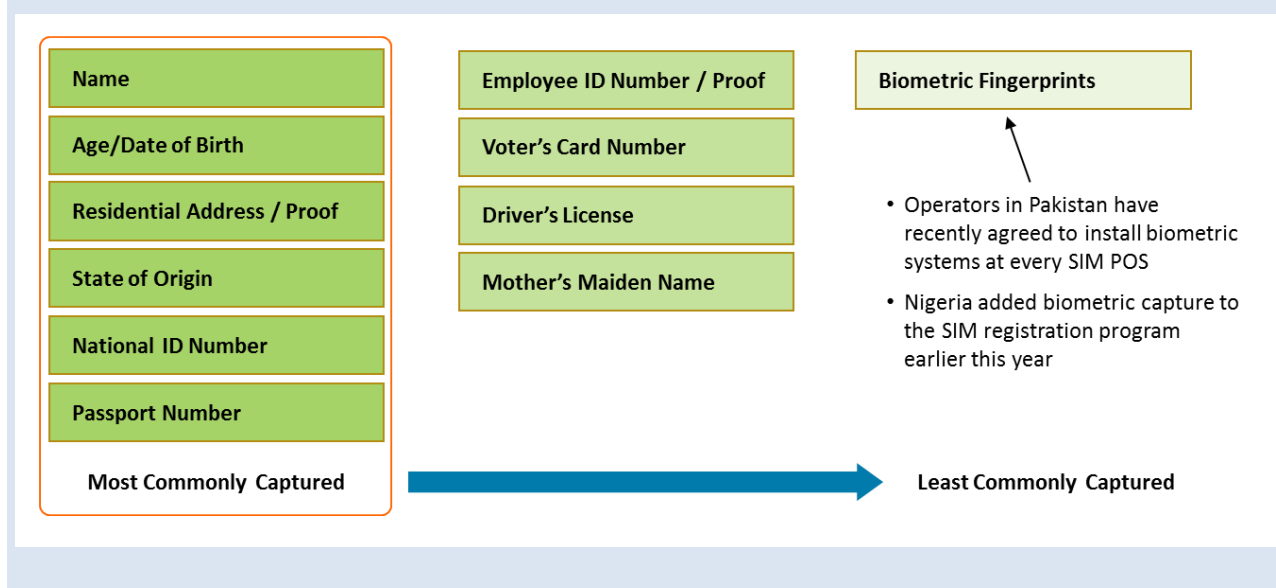 Name
Age/Date of Birth
Residential Address / Proof
State of Origin
National ID Number
Passport Number
Most Commonly Captured
Employee ID Number / Proof
Voter’s Card Number
Driver’s License
Mother’s Maiden Name
Biometric Fingerprints
• Operators in Pakistan have
recently agreed to install biometric
systems at every SIM POS
• Nigeria added biometric capture to
the SIM registration program
earlier this year
Least Commonly Captured